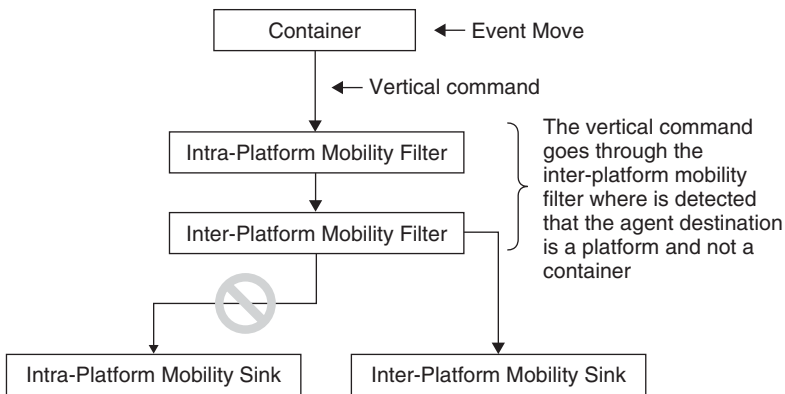 Container
Event Move
Vertical command
Intra-Platform Mobility Filter
Inter-Platform Mobility Filter
The vertical command
goes through the
inter-platform mobility
filter where is detected
that the agent destination
is a platform and not a
container
Intra-Platform Mobility Sink
Inter-Platform Mobility Sink